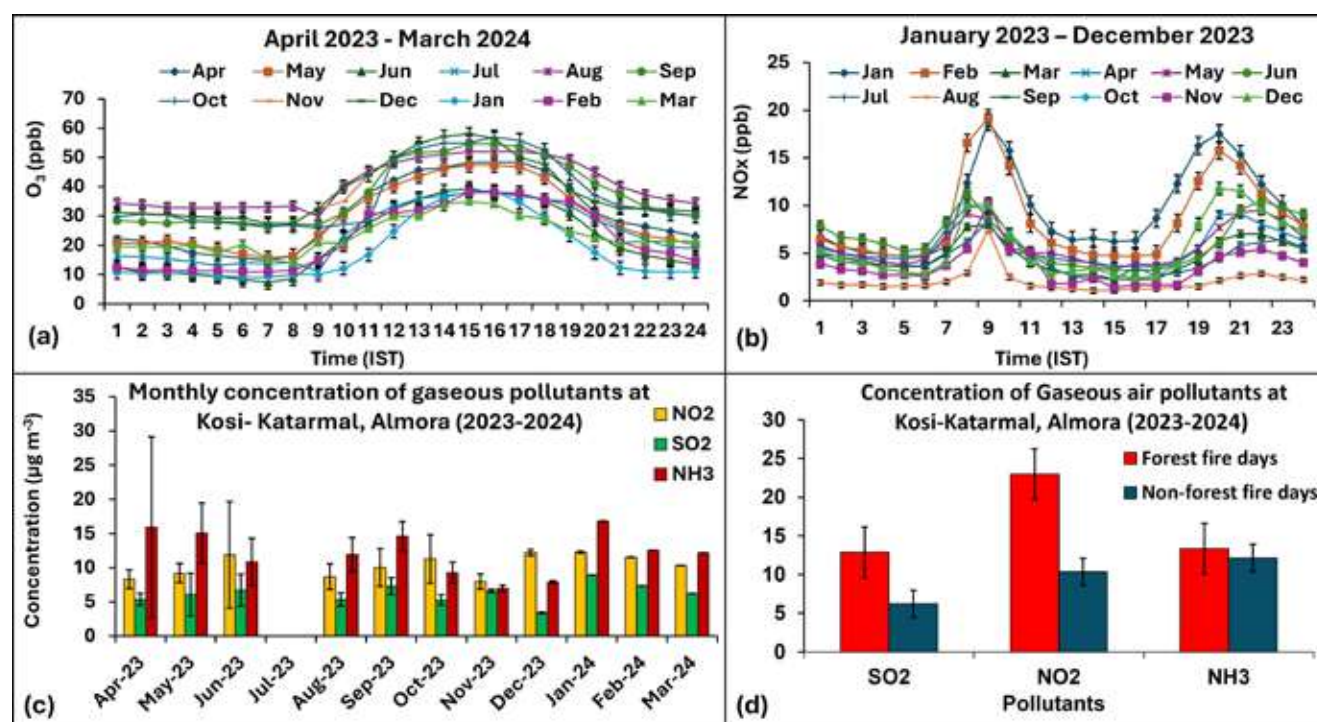 April 2023 - March 2024
Apr May Jun Jul Aug Sep
Oct Nov Dec Jan Feb Mar
O3 (ppb)
70
60
50
40
30
20
10
0
1 2 3 4 5 6 7 8 9 10 11 12 13 14 15 16 17 18 19 20 21 22 23 24
Time (IST)
(a)
January 2023 – December 2023
Jan Feb Mar Apr May Jun
Jul Aug Sep Oct Nov Dec
NOx (ppb)
25
20
15
10
5
0
1 3 5 7 9 11 13 15 17 19 21 23
Time (IST)
(b)
Monthly concentration of gaseous pollutants at
Kosi- Katarmal, Almora (2023-2024)
NO2
SO2
NH3
Concentration (µg m⁻³)
35
30
25
20
15
10
5
0
Apr-23 May-23 Jun-23 Jul-23 Aug-23 Sep-23 Oct-23 Nov-23 Dec-23 Jan-24 Feb-24 Mar-24
(c)
Concentration of Gaseous air pollutants at
Kosi-Katarmal, Almora (2023-2024)
Forest fire days
Non-forest fire days
30
25
20
15
10
5
0
SO2 NO2 NH3
Pollutants
(d)